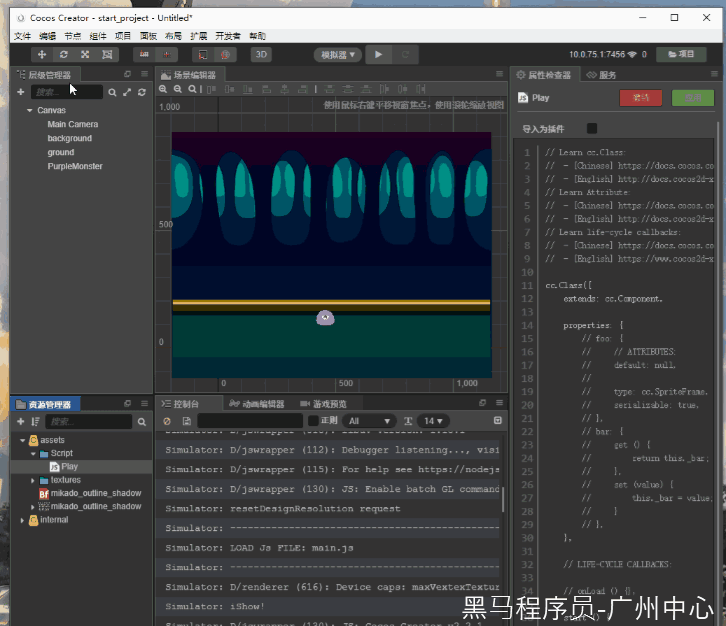 Cocos Creator - start_project - Untitled*
文件 编辑 节点 组件 项目 面板 布局 扩展 开发者 帮助
3D
模拟器
10.0.75.1:7456
0
项目
层级管理器
搜索...
Canvas
Main Camera
background
ground
PurpleMonster
场景编辑器
1,000
使用鼠标右键平移视窗焦点，使用滚轮缩放视图
500
0
0
500
1,000
属性检查器
服务
Play
导入为插件
1 // Learn cc.Class:
2 // - [Chinese] https://docs.cocos.co
3 // - [English] http://docs.cocos2d-x
4 // Learn Attribute:
5 // - [Chinese] https://docs.cocos.co
6 // - [English] http://docs.cocos2d-x
7 // Learn life-cycle callbacks:
8 // - [Chinese] https://docs.cocos.co
9 // - [English] https://www.cocos2d-x
10
11 cc.Class({
12 extends: cc.Component,
13
14 properties: {
15 // foo: {
16 // // ATTRIBUTES:
17 // default: null,
18 //
19 // type: cc.SpriteFrame,
20 // serializable: true,
21 // },
22 // bar: {
23 // get () {
24 // return this._bar;
25 // },
26 // set (value) {
27 // this._bar = value;
28 // }
29 // },
30 },
31
32 // LIFE-CYCLE CALLBACKS:
33
34 // onLoad () {},
start () {
资源管理器
搜索...
assets
Script
Play
textures
mikado_outline_shadow
mikado_outline_shadow
internal
控制台
动画编辑器
游戏预览
正则
All
14
Simulator: D/jswrapper (112): Debugger listening..., visi
Simulator: D/jswrapper (115): For help see https://nodejs
Simulator: D/jswrapper (130): JS: Enable batch GL command
Simulator: resetDesignResolution request
Simulator: ------------------------------------------------
Simulator: LOAD Js FILE: main.js
Simulator: ------------------------------------------------
Simulator: D/renderer (616): Device caps: maxVextexTextur
Simulator: iShow!
Simulator: D/jswrapper (130): JS: Cocos Creator v2.2.1
黑马程序员-广州中心